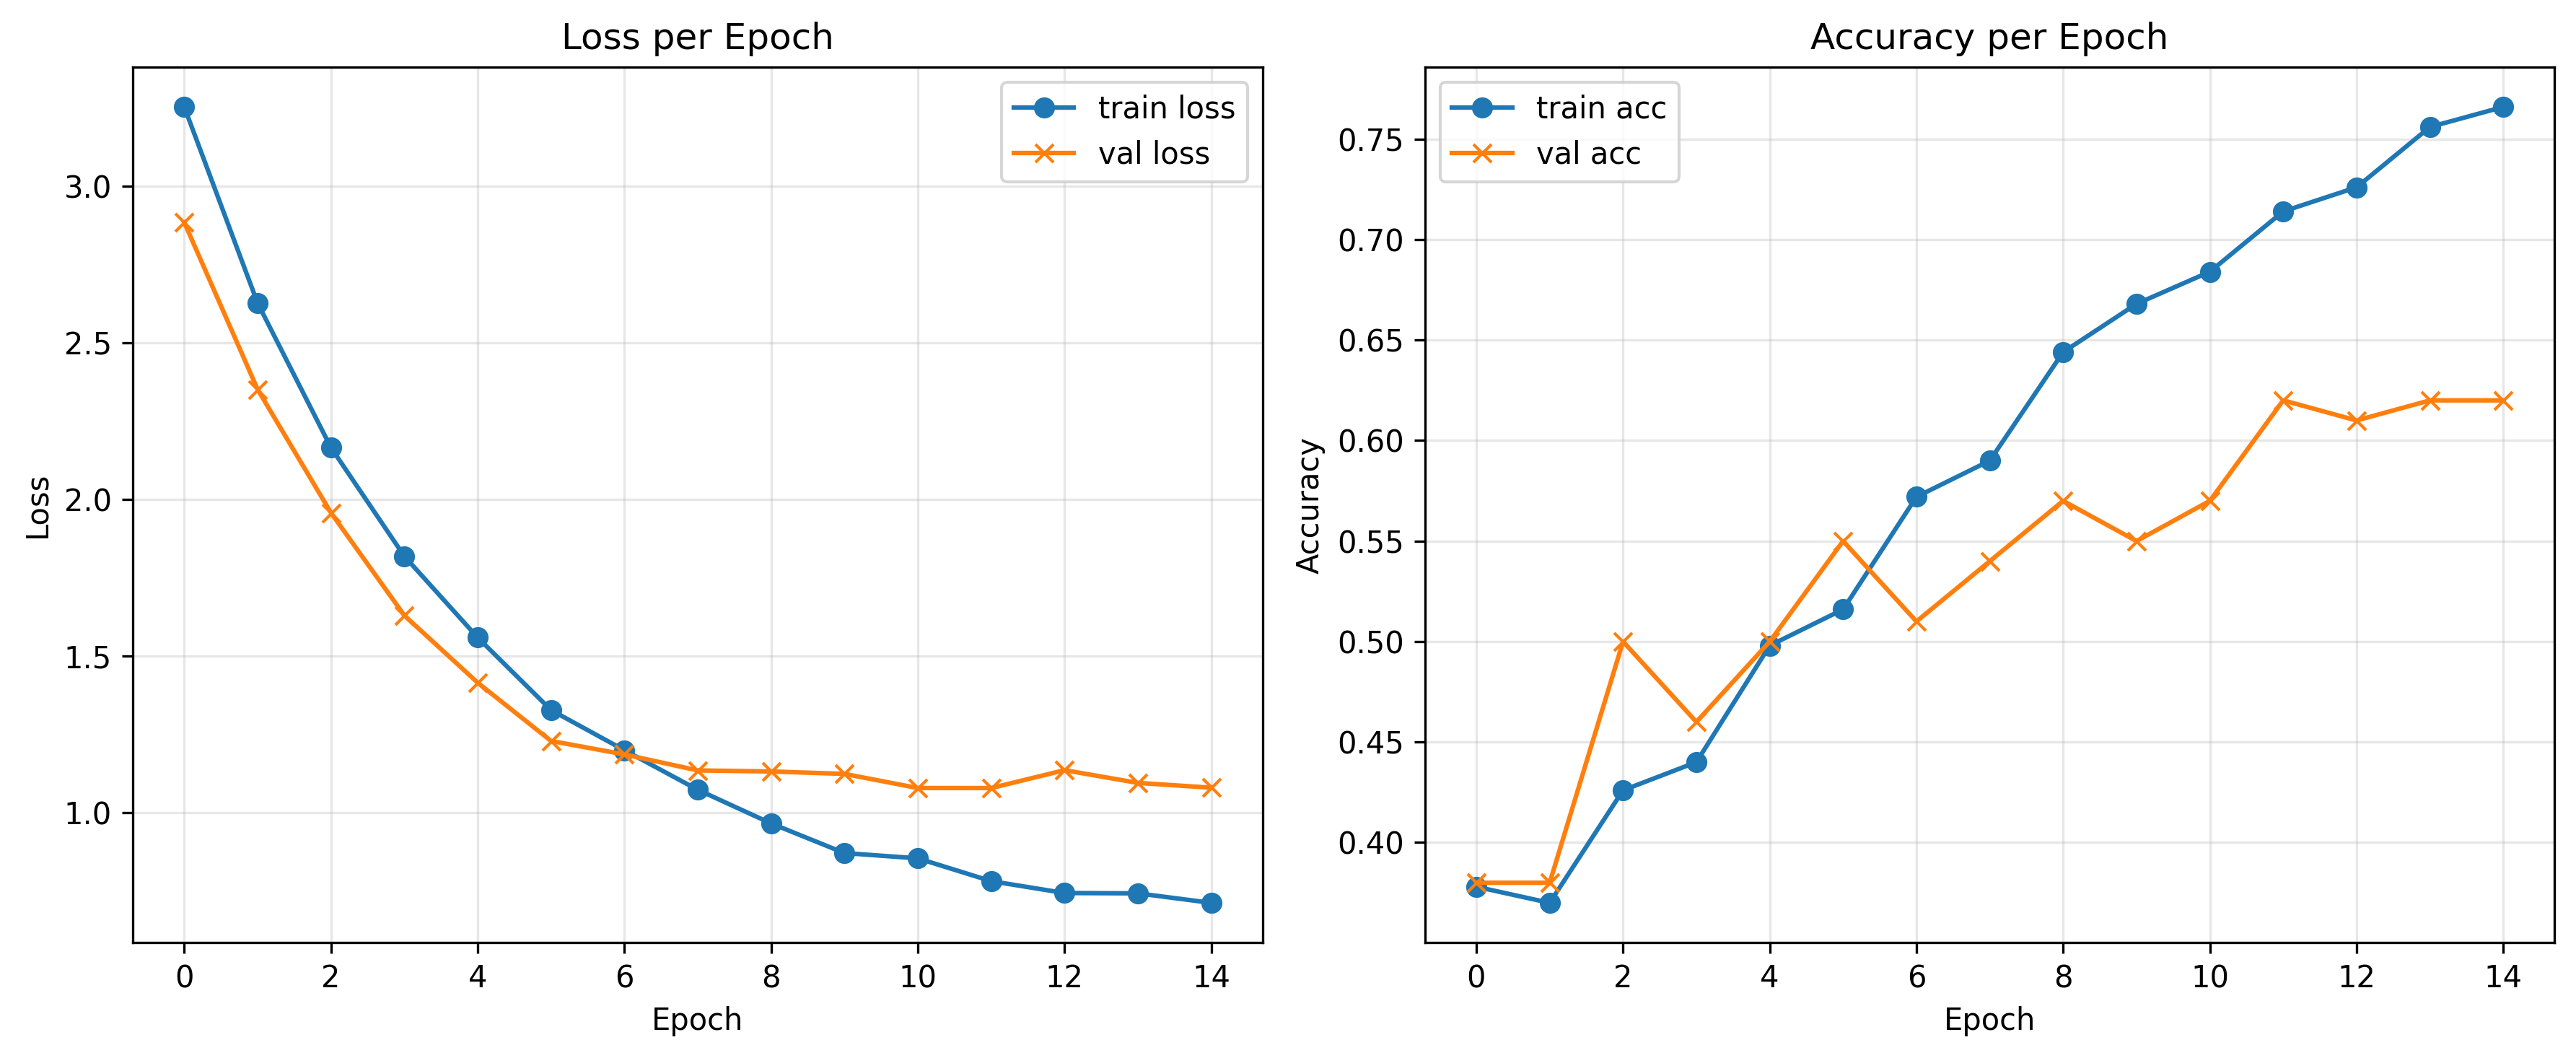 Loss per Epoch
train loss
val loss
3.0
2.5
2.0
1.5
1.0
Loss
0 2 4 6 8 10 12 14
Epoch
Accuracy per Epoch
train acc
val acc
0.75
0.70
0.65
0.60
0.55
0.50
0.45
0.40
Accuracy
0 2 4 6 8 10 12 14
Epoch